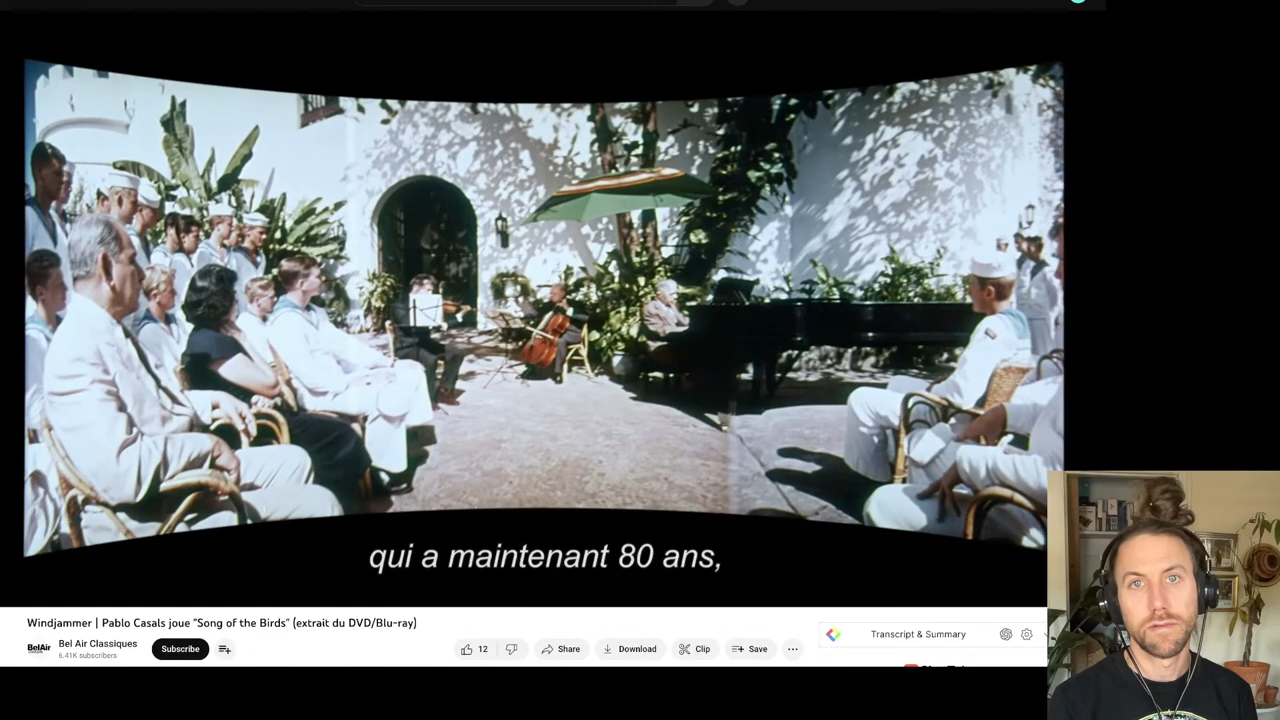 qui a maintenant 80 ans,
Windjammer | Pablo Casals joue "Song of the Birds" (extrait du DVD/Blu-ray)
BelAir
Bel Air Classiques
6.41K subscribers
Subscribe
12
Share
Download
Clip
Save
Transcript & Summary